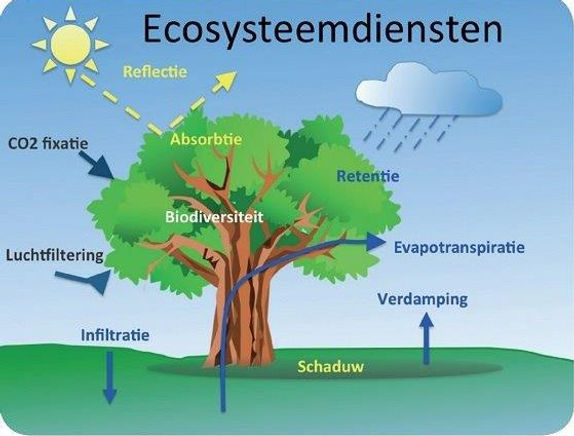 Ecosysteemdiensten
Reflectie
CO2 fixatie
Absorbtie
Retentie
Biodiversiteit
Luchtfiltering
Evapotranspiratie
Verdamping
Infiltratie
Schaduw